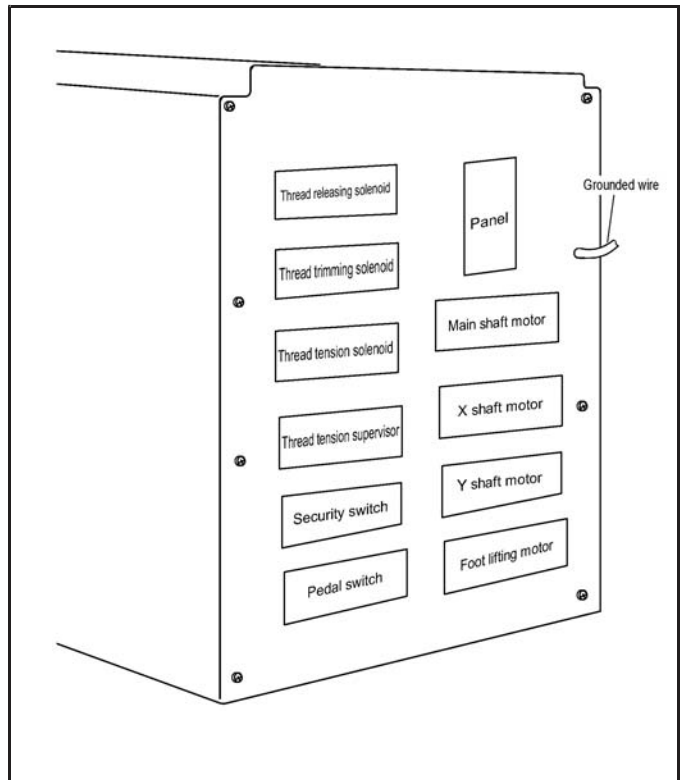 Thread releasing solenoid
Thread trimming solenoid
Thread tension solenoid
Thread tension supervisor
Security switch
Pedal switch
Panel
Main shaft motor
X shaft motor
Y shaft motor
Foot lifting motor
Grounded wire